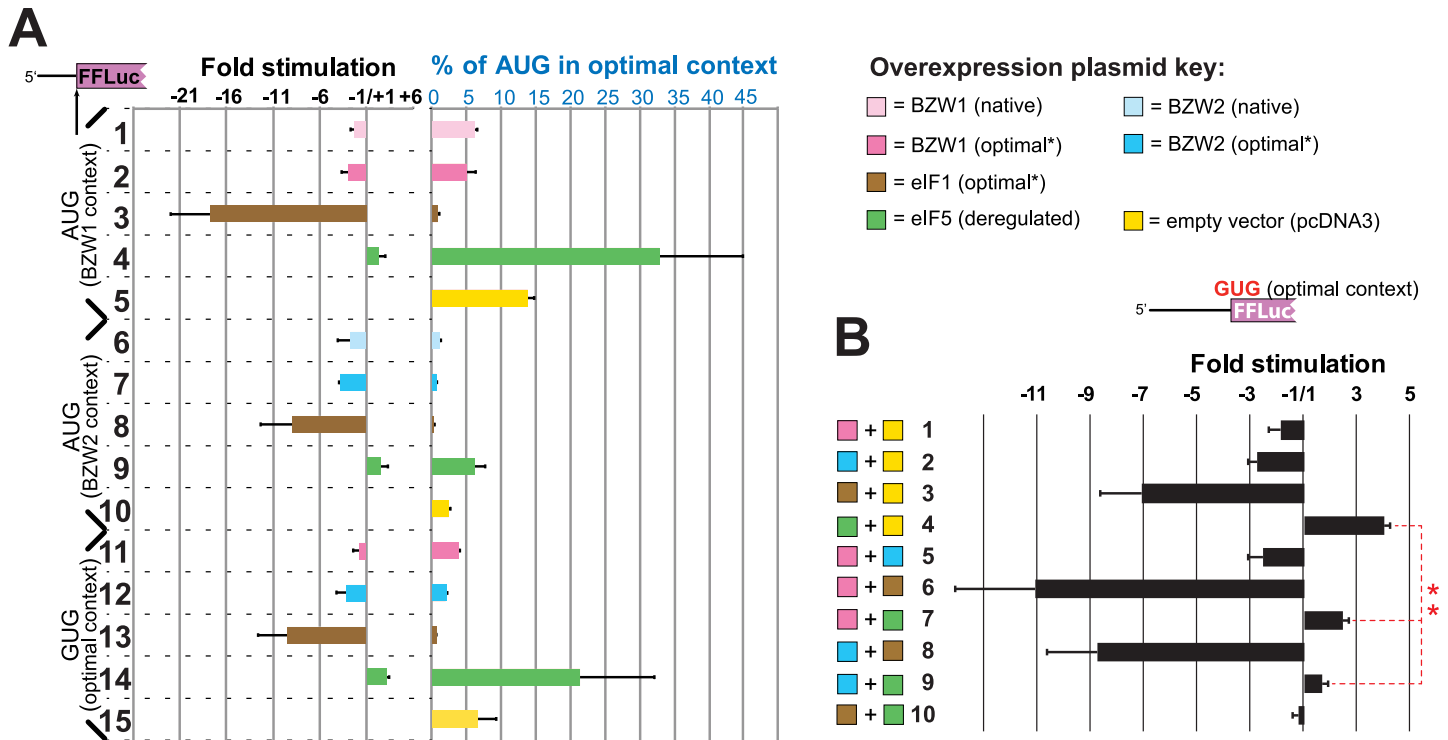 A
5'
FFLuc
Fold stimulation
% of AUG in optimal context
-21 -16 -11 -6 -1/+1 +6
0 5 10 15 20 25 30 35 40 45
AUG
(BZW1 context)
1
2
3
4
5
AUG
(BZW2 context)
6
7
8
9
10
GUG
(optimal context)
11
12
13
14
15
Overexpression plasmid key:
= BZW1 (native)
= BZW2 (native)
= BZW1 (optimal*)
= BZW2 (optimal*)
= eIF1 (optimal*)
= eIF5 (deregulated)
= empty vector (pcDNA3)
B
GUG (optimal context)
5'
FFLuc
Fold stimulation
-11 -9 -7 -5 -3 -1/1 3 5
+ 1
+ 2
+ 3
+ 4
+ 5
+ 6
+ 7
+ 8
+ 9
+ 10
*
*